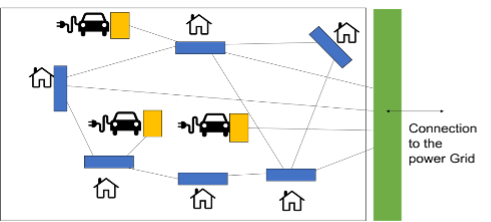 Connection
to the
power Grid